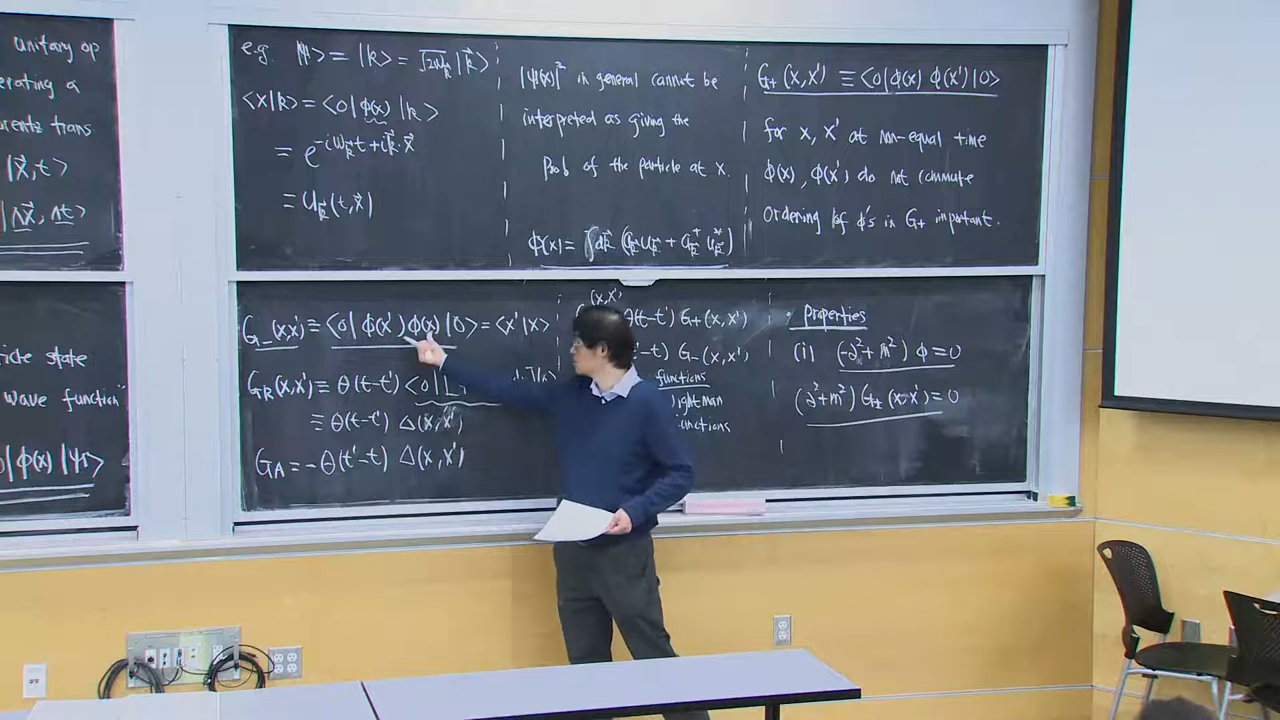 unitary op
erating a
trans
|x⃗,t>
|Λx⃗, Λt>
e.g. |ψ> = |k> = √2ω_k⃗ |k⃗>
<x|k> = <0|φ(x)|k>
= e^{-iω_k⃗ t + ik⃗·x⃗}
= u_k⃗ (t,x⃗)
|ψ(x)|² in general cannot be
interpreted as giving the
Prob of the particle at x.
φ(x) = ∫dk⃗ (a_k⃗ u_k⃗ + a_k⃗^+ u_k⃗^*)
G₊(x,x') ≡ <0|φ(x) φ(x')|0>
for x, x' at non-equal time
φ(x), φ(x') do not commute
Ordering of φ's in G₊ important.
state
wave function
0|φ(x)|ψ>
G₋(x,x') ≡ <0|φ(x')φ(x)|0> = <x'|x>
G_R(x,x') ≡ θ(t-t') <0|[
≡ θ(t-t') Δ(x,x')
G_A = -θ(t'-t) Δ(x,x')
(x,x')
θ(t-t') G₊(x,x')
-t) G₋(x,x')
functions
ightman
unctions
• Properties
(i) (-∂²+m²) φ = 0
(∂²+m²) G±(x,x') = 0